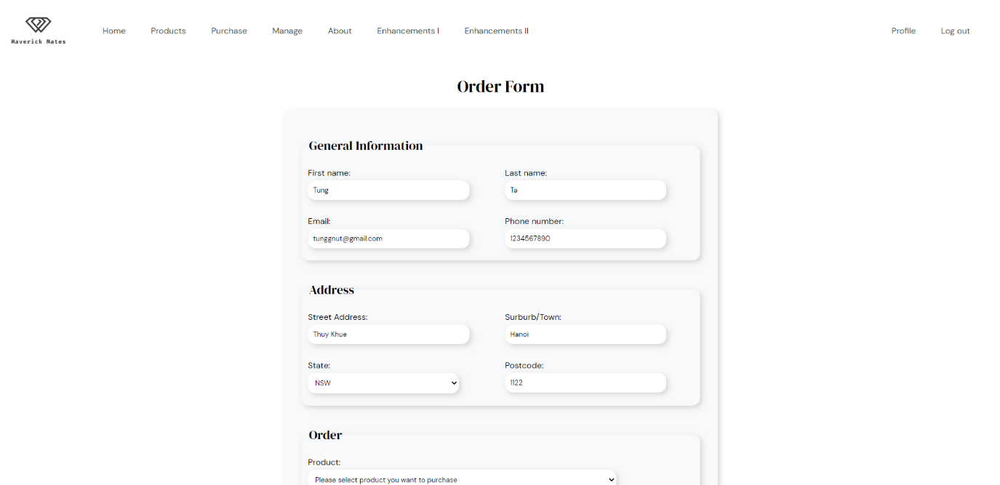 Maverick Mates
Home Products Purchase Manage About Enhancements I Enhancements II Profile Log out
Order Form
General Information
First name: Last name:
Tung Ta
Email: Phone number:
tunggnut@gmail.com 1234567890
Address
Street Address: Surburb/Town:
Thuy Khue Hanoi
State: Postcode:
NSW 1122
Order
Product:
Please select product you want to purchase